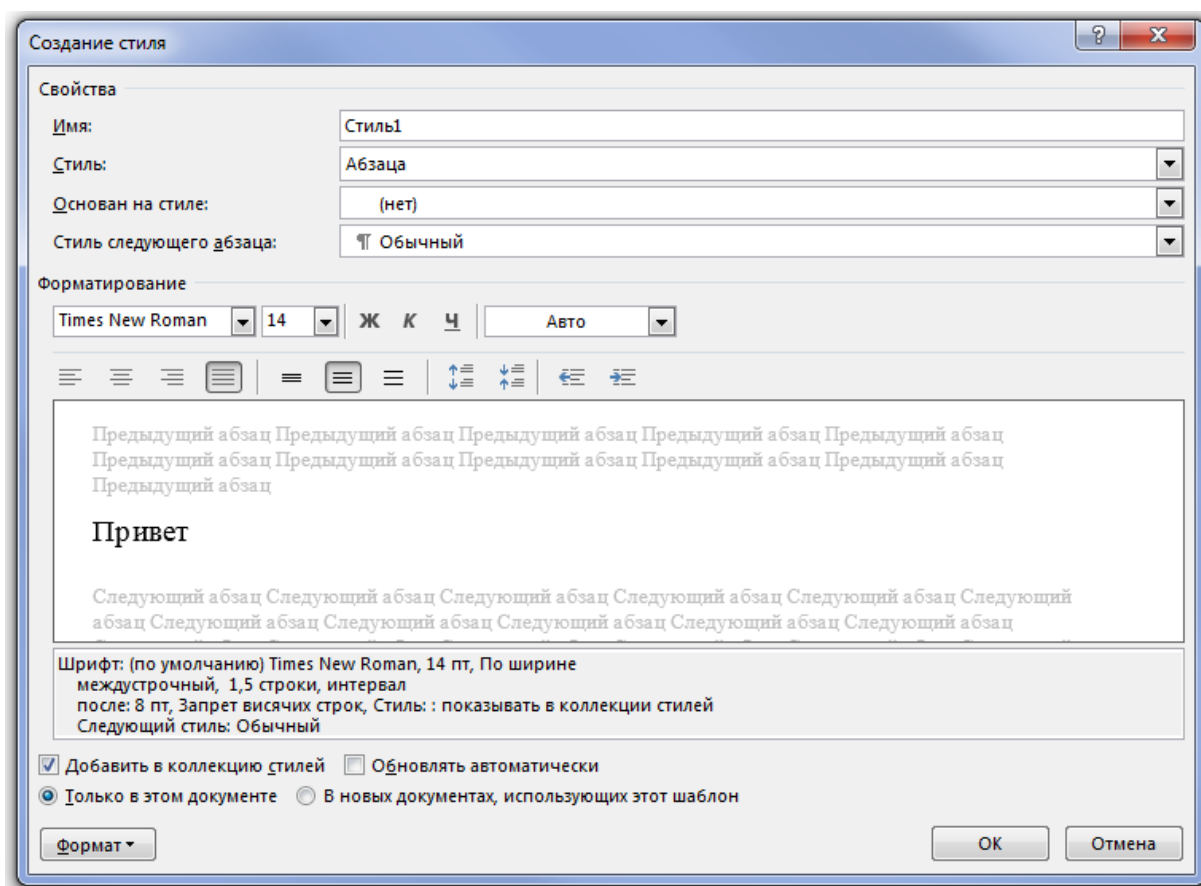 Создание стиля
Свойства
Имя: Стиль1
Стиль: Абзаца
Основан на стиле: (нет)
Стиль следующего абзаца: ¶ Обычный
Форматирование
Times New Roman 14 Ж К Ч Авто
Предыдущий абзац Предыдущий абзац Предыдущий абзац Предыдущий абзац Предыдущий абзац
Предыдущий абзац Предыдущий абзац Предыдущий абзац Предыдущий абзац Предыдущий абзац
Предыдущий абзац
Привет
Следующий абзац Следующий абзац Следующий абзац Следующий абзац Следующий абзац Следующий
абзац Следующий абзац Следующий абзац Следующий абзац Следующий абзац Следующий абзац
Шрифт: (по умолчанию) Times New Roman, 14 пт, По ширине
междустрочный, 1,5 строки, интервал
после: 8 пт, Запрет висячих строк, Стиль: : показывать в коллекции стилей
Следующий стиль: Обычный
Добавить в коллекцию стилей Обновлять автоматически
Только в этом документе В новых документах, использующих этот шаблон
Формат ОК Отмена